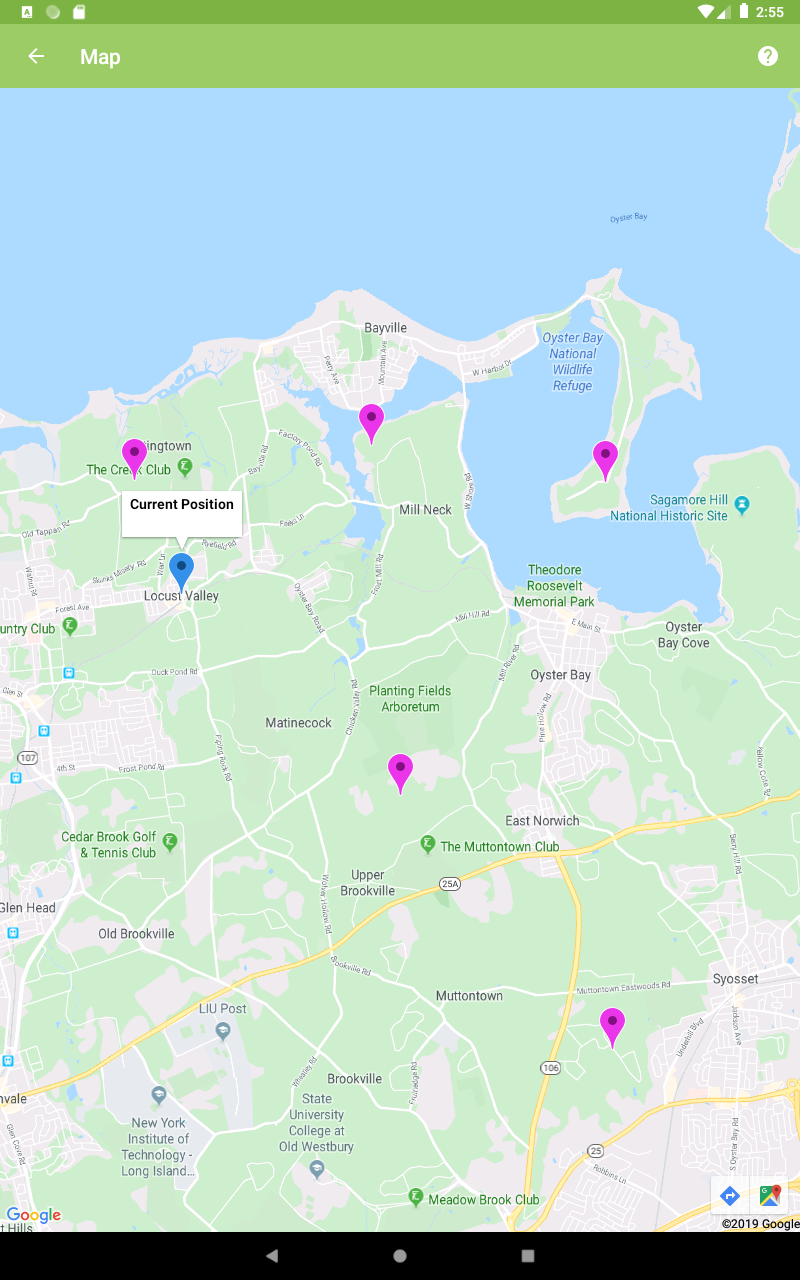 2:55
Map
Oyster Bay
Bayville
Perry Ave
Mountain Ave
W Harbor Dr
Oyster Bay
National
Wildlife
Refuge
Factory Pond Rd
Bayville Rd
ingtown
The Creek Club
W Shore Rd
Sagamore Hill
National Historic Site
Current Position
Mill Neck
Feeks Ln
Old Tappan Rd
Ryefield Rd
Skunks Misery Rd
Locust Valley
Walnut Rd
Forest Ave
untry Club
Oyster Bay Road
Frost Mill Rd
Theodore
Roosevelt
Memorial Park
Mill Hill Rd
E Main St
Oyster
Bay Cove
Duck Pond Rd
Mill River Rd
Oyster Bay
Glen St
Planting Fields
Arboretum
Chicken Valley Rd
Pine Hollow Rd
Matinecock
107
4th St
Frost Pond Rd
Piping Rock Rd
Yellow Cote Rd
East Norwich
Cedar Brook Golf
& Tennis Club
The Muttontown Club
Berry Hill Rd
Upper
Brookville
25A
Wolver Hollow Rd
Glen Head
Old Brookville
Brookville Rd
Muttontown
Muttontown Eastwoods Rd
Syosset
LIU Post
Jackson Ave
Underhill Blvd
106
Brookville
Wheatley Rd
Fruitledge Rd
nvale
State
University
College at
Old Westbury
New York
Institute of
Technology -
Long Island...
Glen Cove Rd
25
S Oyster Bay Rd
Robbins Ln
Meadow Brook Club
Google
t Hills
©2019 Google